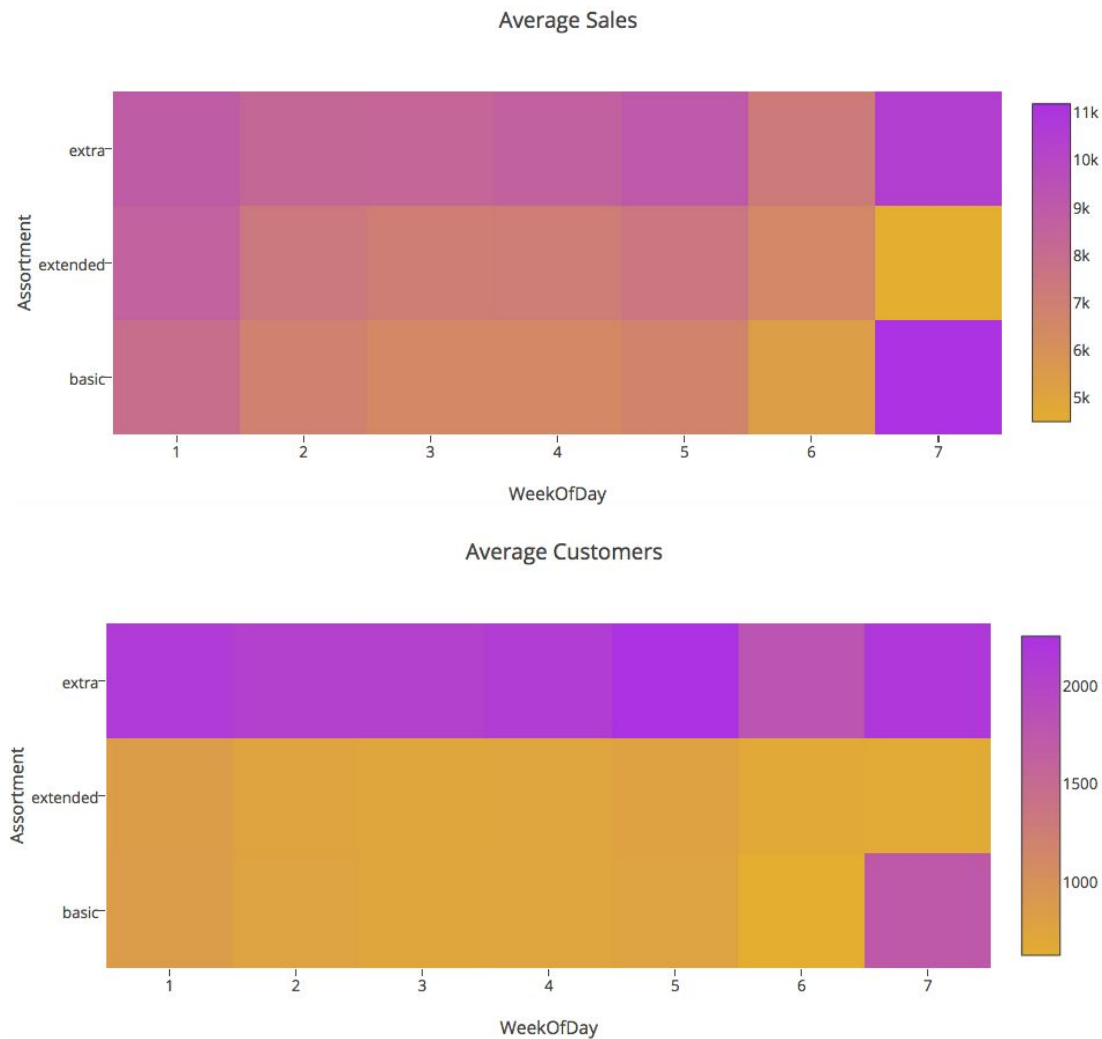 Average Sales
Assortment
extra
extended
basic
1 2 3 4 5 6 7
WeekOfDay
11k
10k
9k
8k
7k
6k
5k
Average Customers
Assortment
extra
extended
basic
1 2 3 4 5 6 7
WeekOfDay
2000
1500
1000